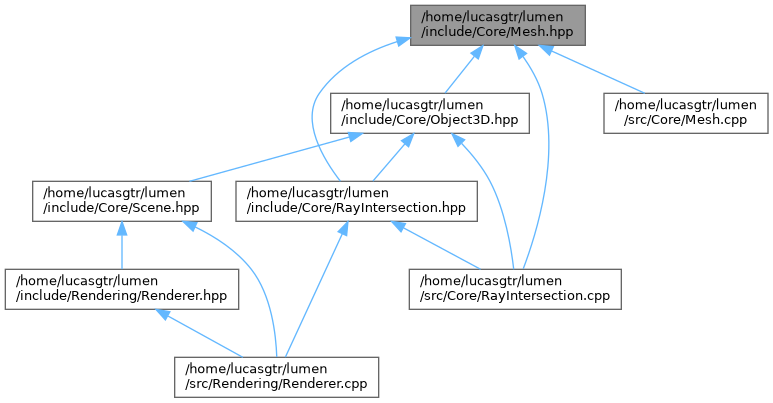 /home/lucasgtr/lumen
/include/Core/Mesh.hpp
/home/lucasgtr/lumen
/include/Core/Object3D.hpp
/home/lucasgtr/lumen
/src/Core/Mesh.cpp
/home/lucasgtr/lumen
/include/Core/Scene.hpp
/home/lucasgtr/lumen
/include/Core/RayIntersection.hpp
/home/lucasgtr/lumen
/include/Rendering/Renderer.hpp
/home/lucasgtr/lumen
/src/Core/RayIntersection.cpp
/home/lucasgtr/lumen
/src/Rendering/Renderer.cpp